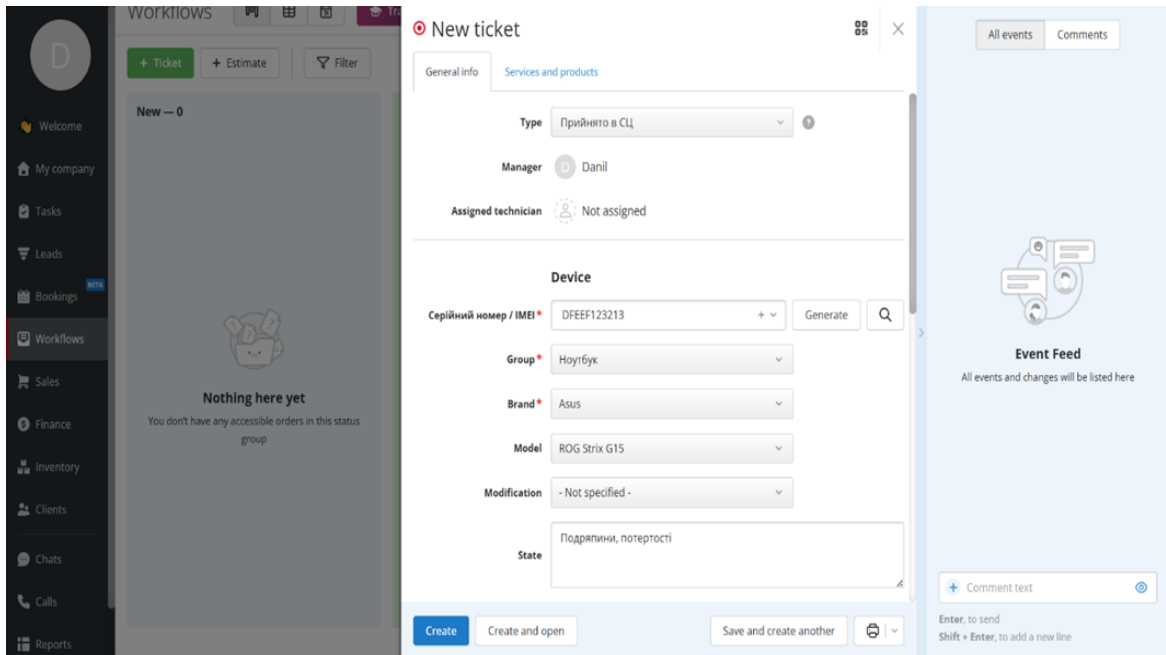 D
Welcome
My company
Tasks
Leads
Bookings
BETA
Workflows
Sales
Finance
Inventory
Clients
Chats
Calls
Reports
Workflows
+ Ticket
+ Estimate
Filter
New — 0
Nothing here yet
You don't have any accessible orders in this status
group
New ticket
General info
Services and products
Type
Прийнято в СЦ
Manager
D
Danil
Assigned technician
Not assigned
Device
Серійний номер / IMEI*
DFEEF123213
Generate
Group*
Ноутбук
Brand*
Asus
Model
ROG Strix G15
Modification
- Not specified -
State
Подряпини, потертості
Create
Create and open
Save and create another
All events
Comments
Event Feed
All events and changes will be listed here
+ Comment text
Enter, to send
Shift + Enter, to add a new line